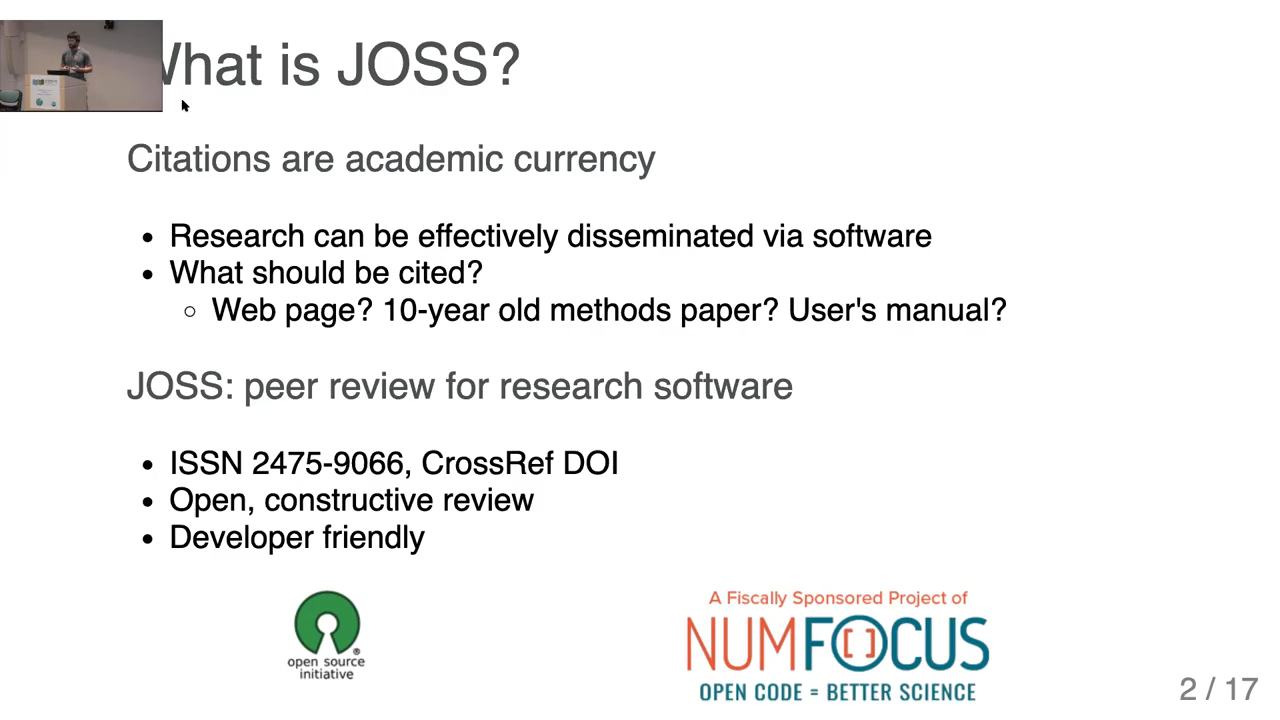 What is JOSS?
Citations are academic currency
• Research can be effectively disseminated via software
• What should be cited?
○ Web page? 10-year old methods paper? User's manual?
JOSS: peer review for research software
• ISSN 2475-9066, CrossRef DOI
• Open, constructive review
• Developer friendly
open source
initiative
®
A Fiscally Sponsored Project of
NUMFOCUS
OPEN CODE = BETTER SCIENCE
2 / 17